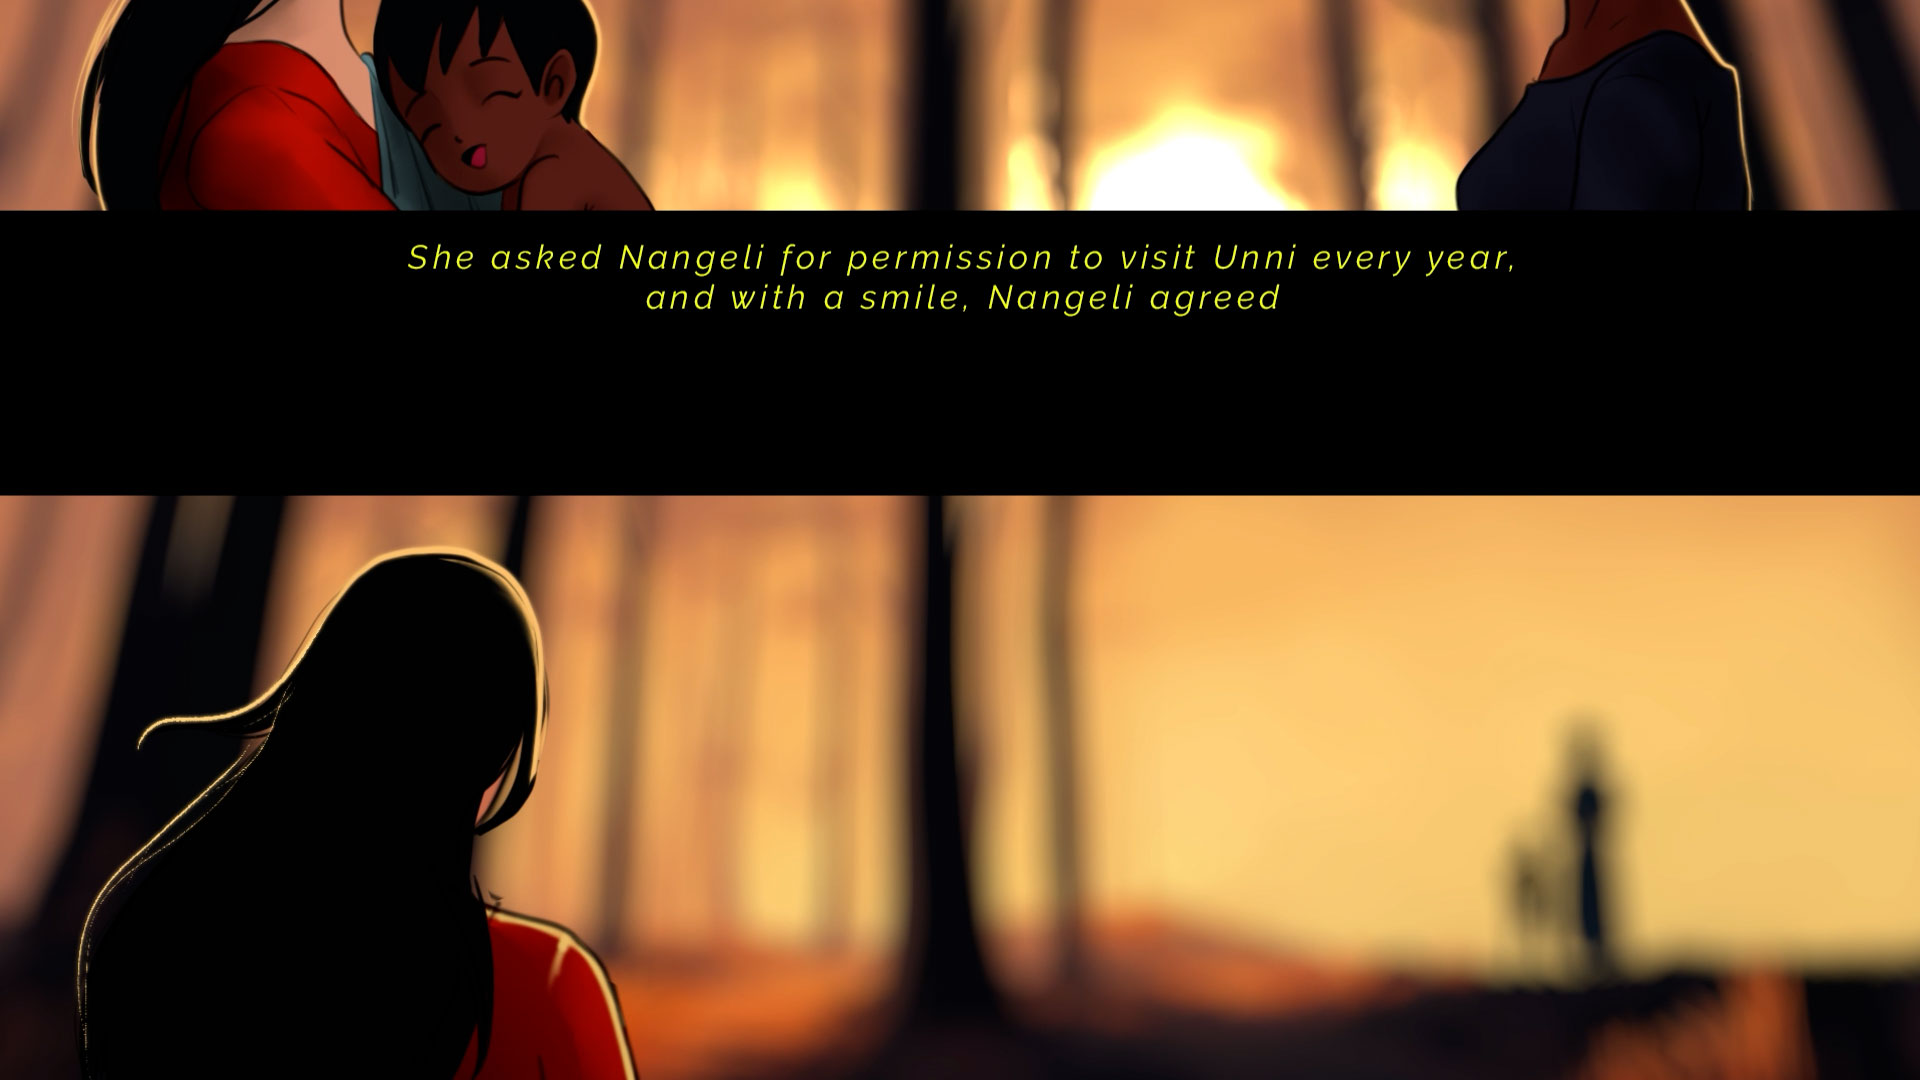 She asked Nangeli for permission to visit Unni every year,
and with a smile, Nangeli agreed